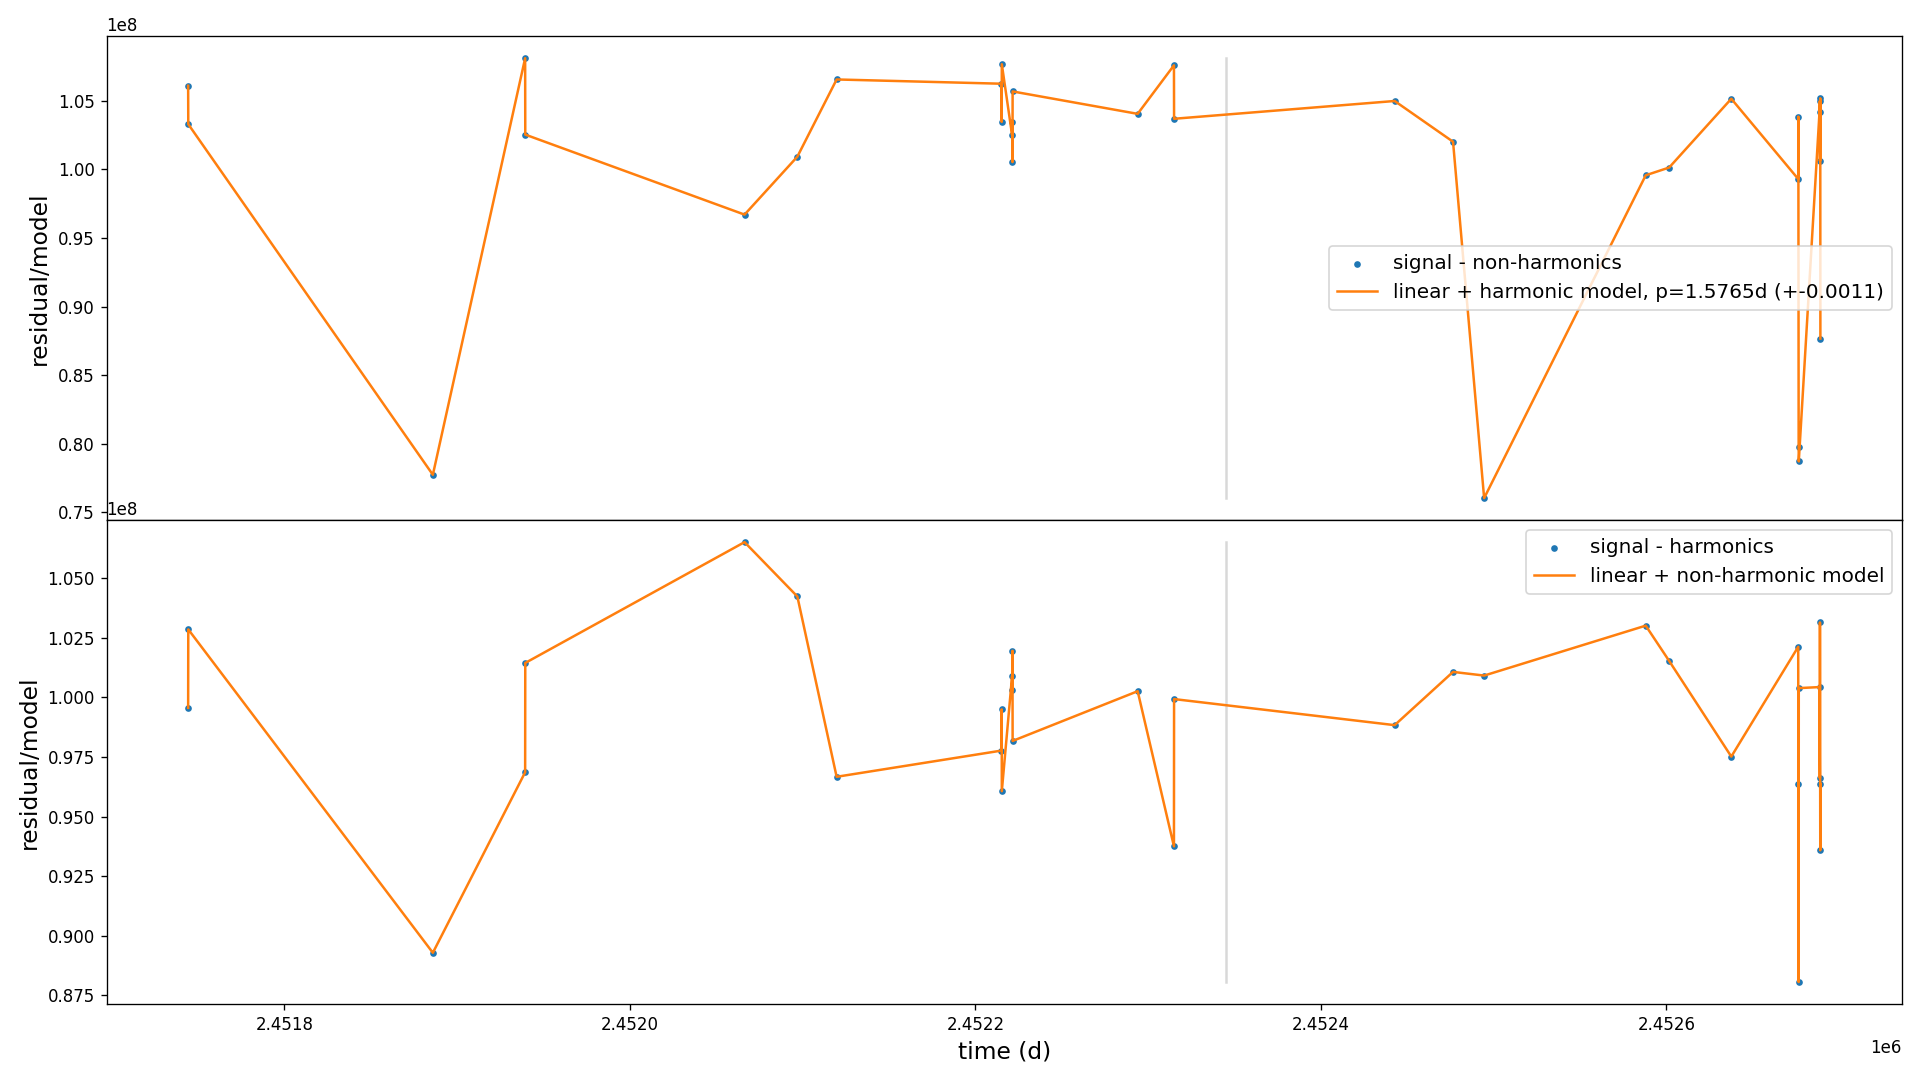 1e8
1.05
1.00
0.95
0.90
0.85
0.80
0.75
residual/model
signal - non-harmonics
linear + harmonic model, p=1.5765d (+-0.0011)
1e8
1.050
1.025
1.000
0.975
0.950
0.925
0.900
0.875
residual/model
signal - harmonics
linear + non-harmonic model
2.4518
2.4520
2.4522
2.4524
2.4526
time (d)
1e6